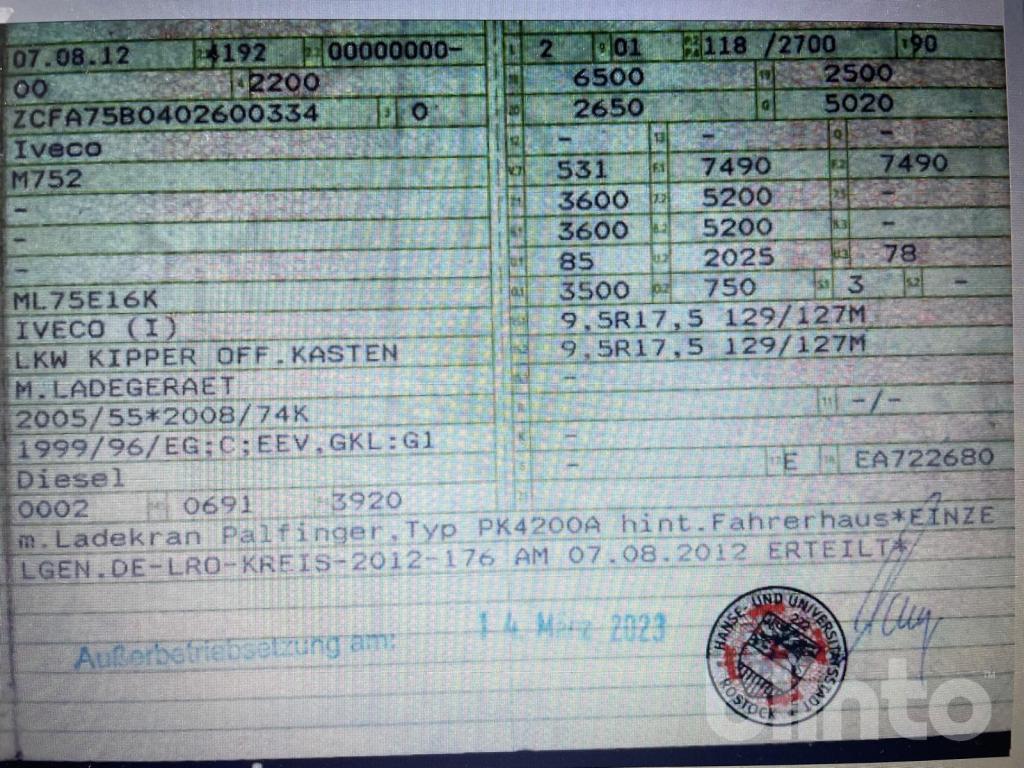 07.08.12 4192 00000000-
00 2200
ZCFA75B0402600334 0
Iveco
M752
-
-
-
ML75E16K
IVECO (I)
LKW KIPPER OFF.KASTEN
M.LADEGERAET
2005/55*2008/74K
1999/96/EG;C;EEV,GKL:G1
Diesel
0002 0691 3920
2 01 118 /2700 90
6500 2500
2650 5020
- - -
531 7490 7490
3600 5200 -
3600 5200 -
85 2025 78
3500 750 3 -
9,5R17,5 129/127M
9,5R17,5 129/127M
-
-/-
-
- E EA722680
m.Ladekran Palfinger,Typ PK4200A hint.Fahrerhaus*EINZE
LGEN.DE-LRO-KREIS-2012-176 AM 07.08.2012 ERTEILT*
Außerbetriebsetzung am: 14. März 2023
HANSE- UND UNIVERSITÄTSSTADT
ROSTOCK